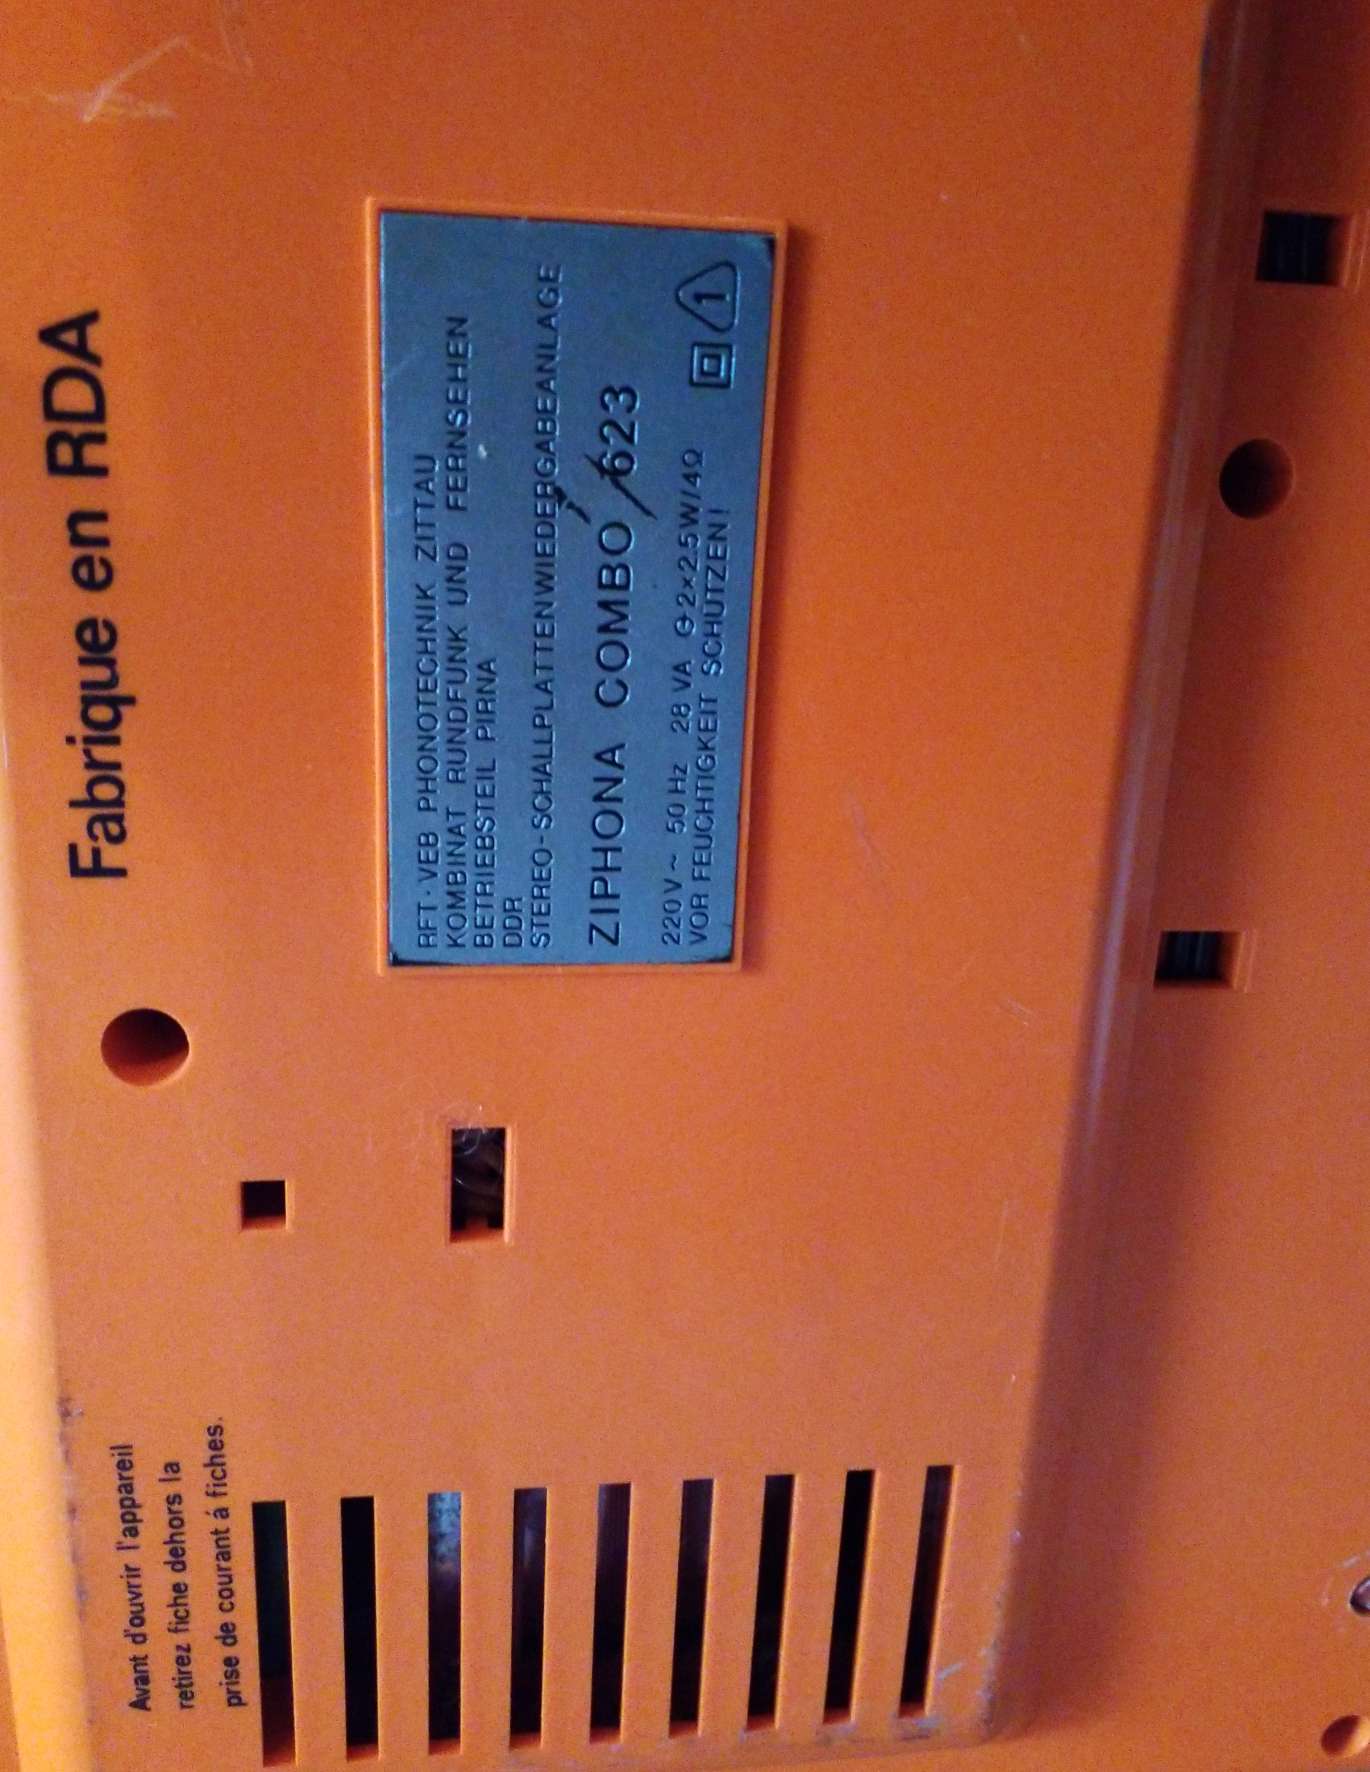 Fabrique en RDA
RFT · VEB PHONOTECHNIK ZITTAU
KOMBINAT RUNDFUNK UND FERNSEHEN
BETRIEBSTEIL PIRNA
DDR
STEREO-SCHALLPLATTENWIEDERGABEANLAGE
ZIPHONA COMBO 623
220V~ 50 Hz 28 VA G-2×2.5W/4Ω
VOR FEUCHTIGKEIT SCHÜTZEN!
1
Avant d'ouvrir l'appareil
retirez fiche dehors la
prise de courant á fiches.